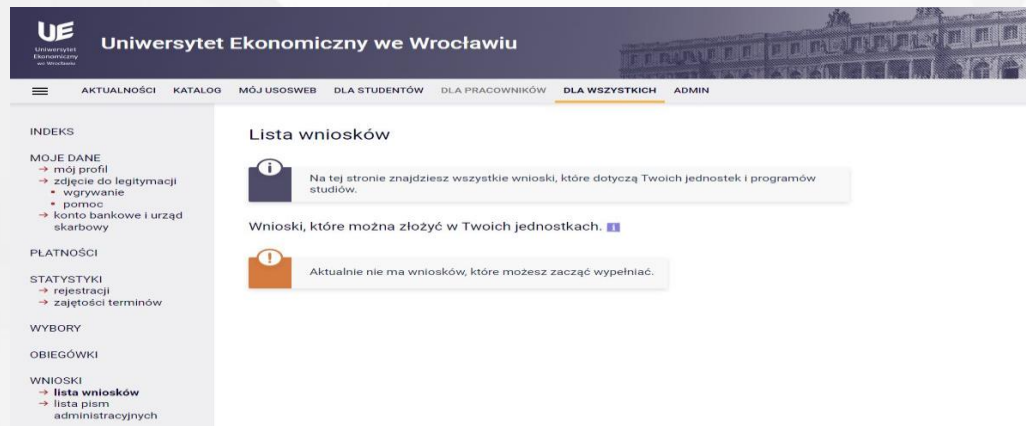 UE
Uniwersytet
Ekonomiczny
we Wrocławiu
Uniwersytet Ekonomiczny we Wrocławiu
AKTUALNOŚCI KATALOG MÓJ USOSWEB DLA STUDENTÓW DLA PRACOWNIKÓW DLA WSZYSTKICH ADMIN
INDEKS
MOJE DANE
→ mój profil
→ zdjęcie do legitymacji
• wgrywanie
• pomoc
→ konto bankowe i urząd
skarbowy
PŁATNOŚCI
STATYSTYKI
→ rejestracji
→ zajętości terminów
WYBORY
OBIEGÓWKI
WNIOSKI
→ lista wniosków
→ lista pism
administracyjnych
Lista wniosków
i
Na tej stronie znajdziesz wszystkie wnioski, które dotyczą Twoich jednostek i programów
studiów.
Wnioski, które można złożyć w Twoich jednostkach. i
!
Aktualnie nie ma wniosków, które możesz zacząć wypełniać.